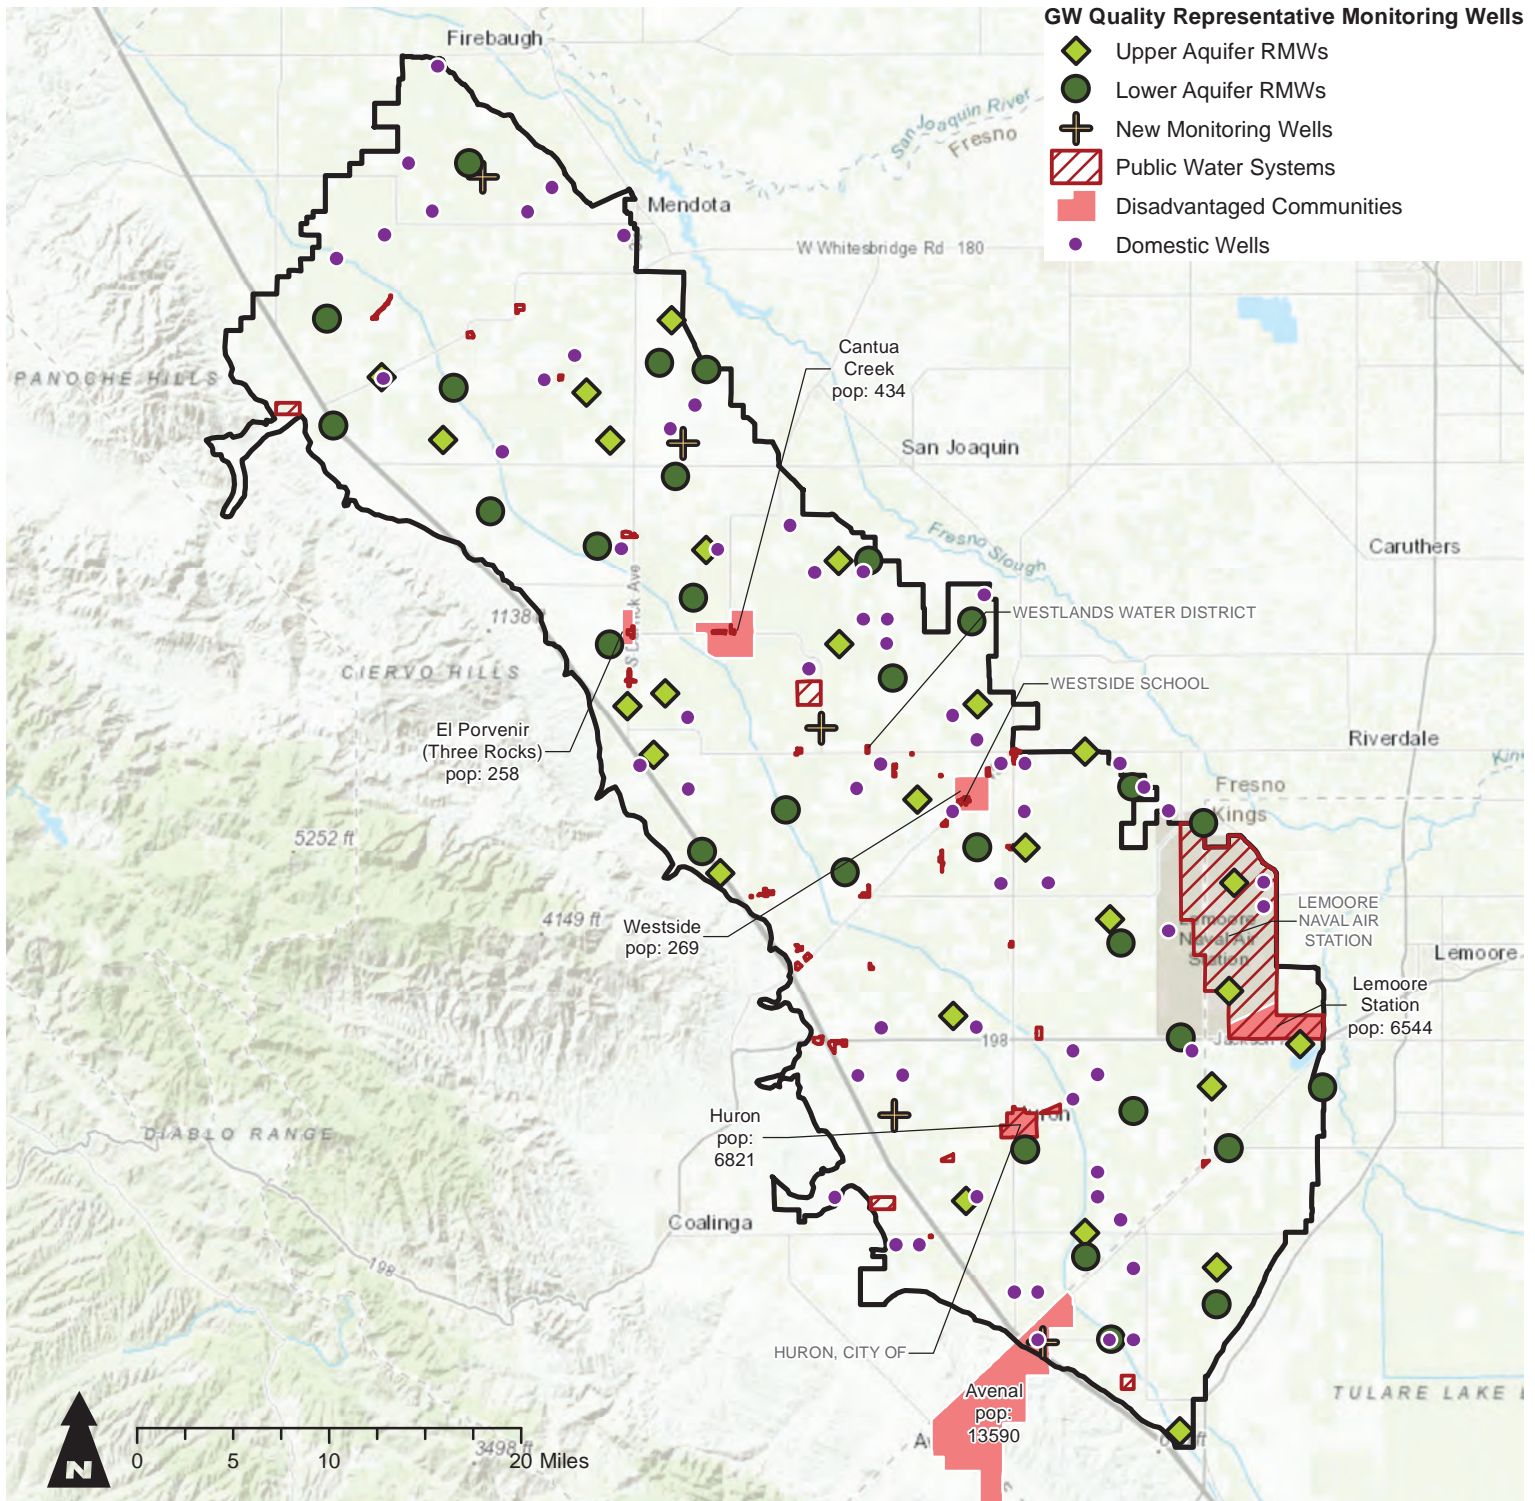 GW Quality Representative Monitoring Wells
Upper Aquifer RMWs
Lower Aquifer RMWs
New Monitoring Wells
Public Water Systems
Disadvantaged Communities
Domestic Wells
Firebaugh
San Joaquin River
Fresno
Mendota
W Whitesbridge Rd 180
Cantua
Creek
pop: 434
PANOCHE HILLS
San Joaquin
Fresno Slough
Caruthers
1138 f
WESTLANDS WATER DISTRICT
CIERVO HILLS
WESTSIDE SCHOOL
El Porvenir
(Three Rocks)
pop: 258
Riverdale
Fresno
Kings
5252 ft
4149 ft
Westside
pop: 269
LEMOORE
NAVAL AIR
STATION
Lemoore
Naval Air
Station
Lemoore
Lemoore
Station
pop: 6544
198
Huron
pop:
6821
DIABLO RANGE
Coalinga
198
HURON, CITY OF
Avenal
pop:
13590
TULARE LAKE
3498 ft
0 5 10 20 Miles
N